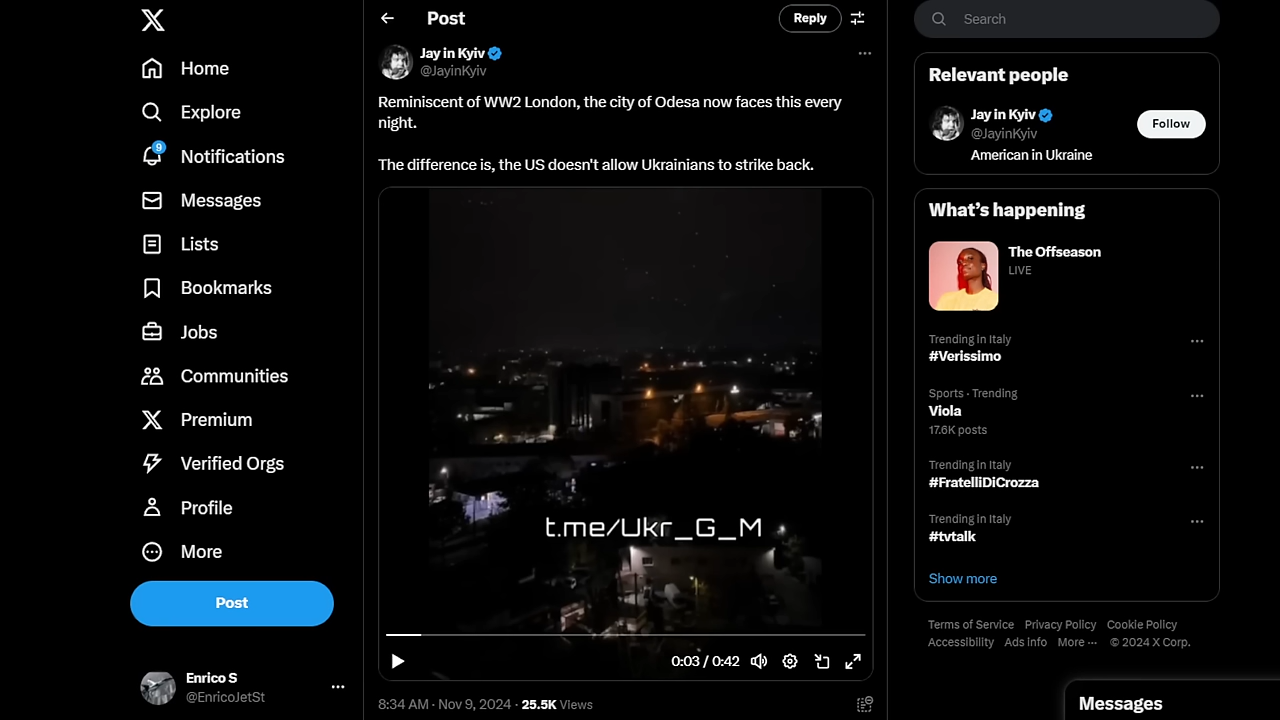 Home
Explore
9
Notifications
Messages
Lists
Bookmarks
Jobs
Communities
Premium
Verified Orgs
Profile
More
Post
Enrico S
@EnricoJetSt
Post
Reply
Jay in Kyiv
@JayinKyiv
Reminiscent of WW2 London, the city of Odesa now faces this every
night.
The difference is, the US doesn't allow Ukrainians to strike back.
t.me/Ukr_G_M
0:03 / 0:42
8:34 AM · Nov 9, 2024 · 25.5K Views
Search
Relevant people
Jay in Kyiv
@JayinKyiv
Follow
American in Ukraine
What's happening
The Offseason
LIVE
Trending in Italy
#Verissimo
Sports · Trending
Viola
17.6K posts
Trending in Italy
#FratelliDiCrozza
Trending in Italy
#tvtalk
Show more
Terms of Service Privacy Policy Cookie Policy
Accessibility Ads info More ··· © 2024 X Corp.
Messages